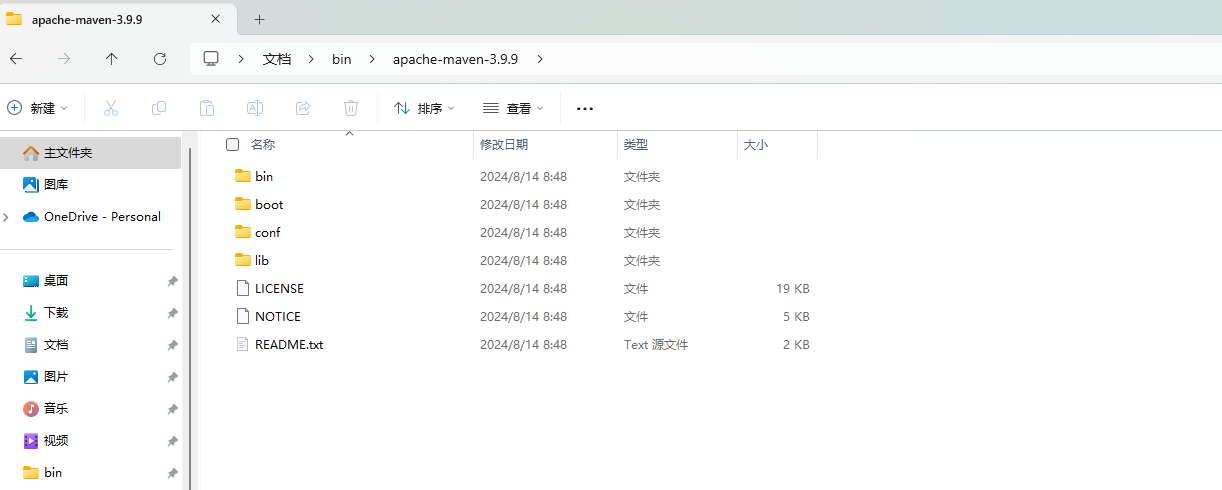 apache-maven-3.9.9
文档 bin apache-maven-3.9.9
新建 排序 查看
名称 修改日期 类型 大小
主文件夹
图库
OneDrive - Personal
桌面
下载
文档
图片
音乐
视频
bin
bin 2024/8/14 8:48 文件夹
boot 2024/8/14 8:48 文件夹
conf 2024/8/14 8:48 文件夹
lib 2024/8/14 8:48 文件夹
LICENSE 2024/8/14 8:48 文件 19 KB
NOTICE 2024/8/14 8:48 文件 5 KB
README.txt 2024/8/14 8:48 Text 源文件 2 KB